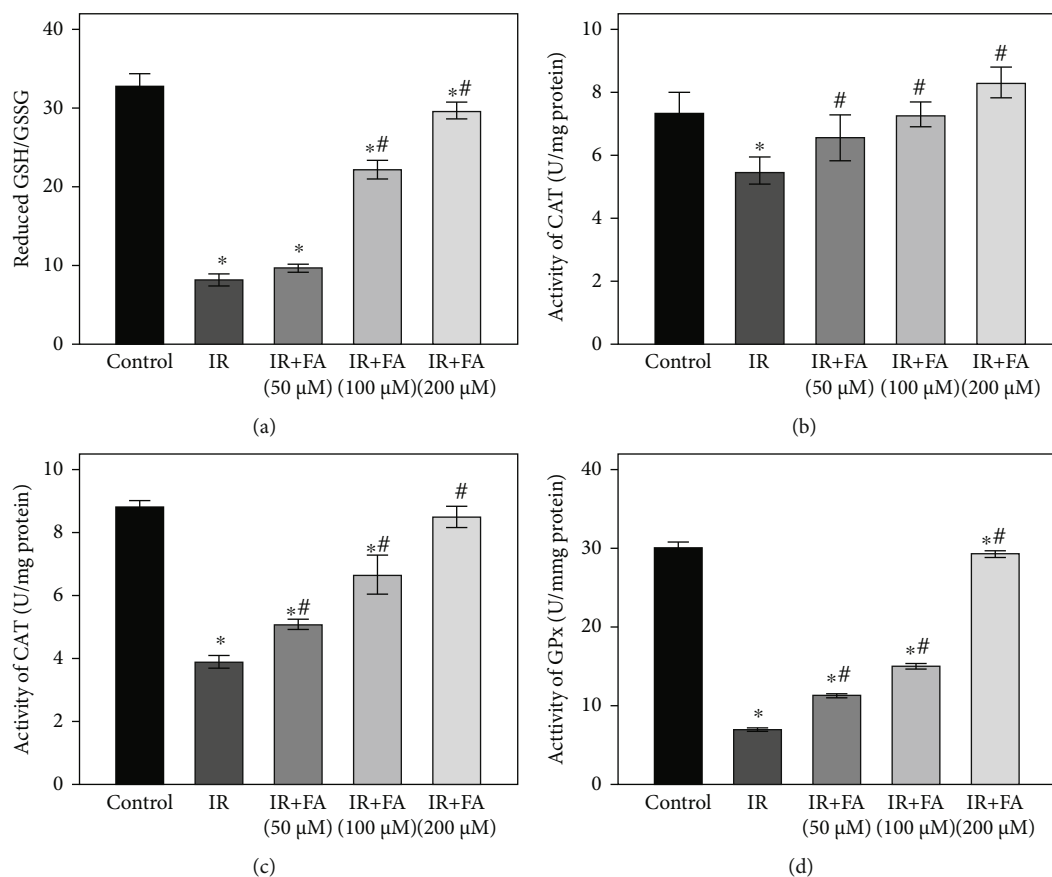 Reduced GSH/GSSG
40
30
20
10
0
*
*
*#
*#
Control IR IR+FA IR+FA IR+FA
(50 μM) (100 μM)(200 μM)
(a)
Activity of CAT (U/mg protein)
10
8
6
4
2
0
*
#
#
#
Control IR IR+FA IR+FA IR+FA
(50 μM) (100 μM)(200 μM)
(b)
Activity of CAT (U/mg protein)
10
8
6
4
2
0
*
*#
*#
#
Control IR IR+FA IR+FA IR+FA
(50 μM) (100 μM)(200 μM)
(c)
Acttivity of GPx (U/mmg protein)
40
30
20
10
0
*
*#
*#
*#
Control IR IR+FA IR+FA IR+FA
(50 μM) (100 μM)(200 μM)
(d)